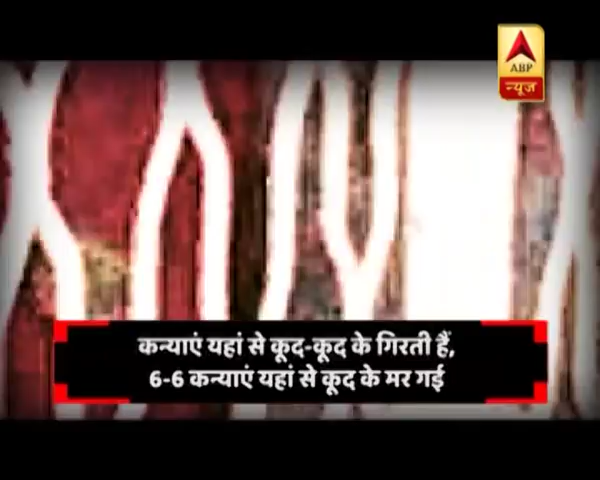 ABP
न्यूज़
कन्याएं यहां से कूद-कूद के गिरती हैं,
6-6 कन्याएं यहां से कूद के मर गई